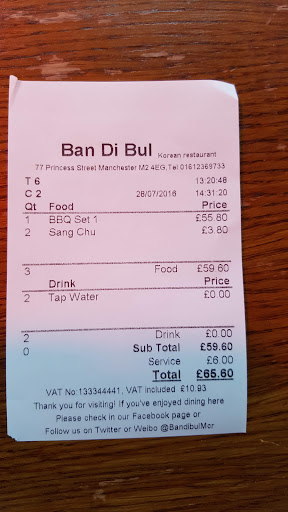 Ban Di Bul Korean restaurant
77 Princess Street Manchester M2 4EG, Tel 01612368733
T 6 13:20:48
C 2 28/07/2016 14:31:20
Qt Food Price
1 BBQ Set 1 £55.80
2 Sang Chu £3.80
3 Food £59.60
Drink Price
2 Tap Water £0.00
2 Drink £0.00
0 Sub Total £59.60
Service £6.00
Total £65.60
VAT No:133344441, VAT included £10.93
Thank you for visiting! If you've enjoyed dining here
Please check in our Facebook page or
Follow us on Twitter or Weibo @BandibulMcr